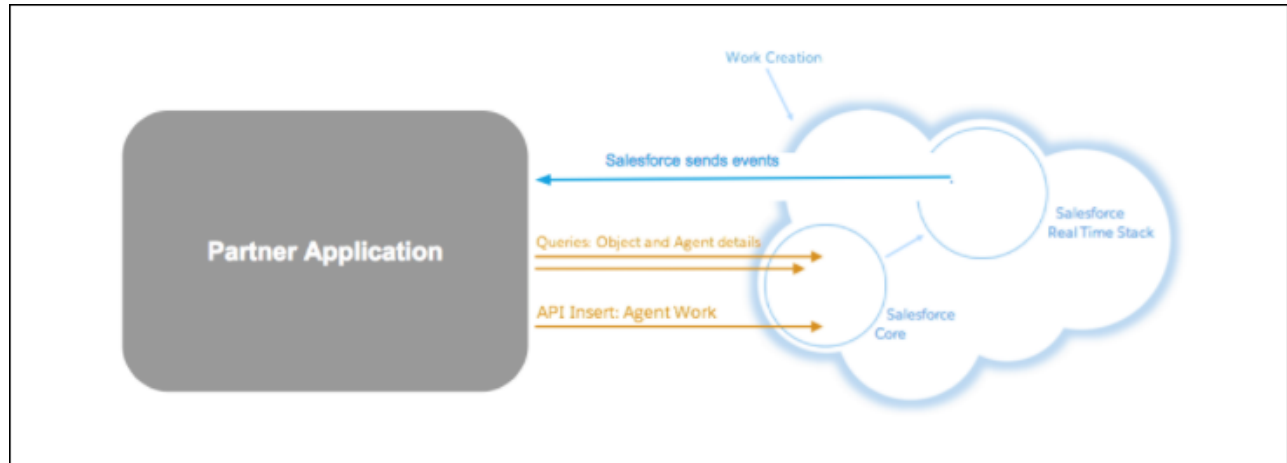 Work Creation
Salesforce sends events
Salesforce
Real Time Stack
Partner Application
Queries: Object and Agent details
API Insert: Agent Work
Salesforce
Core